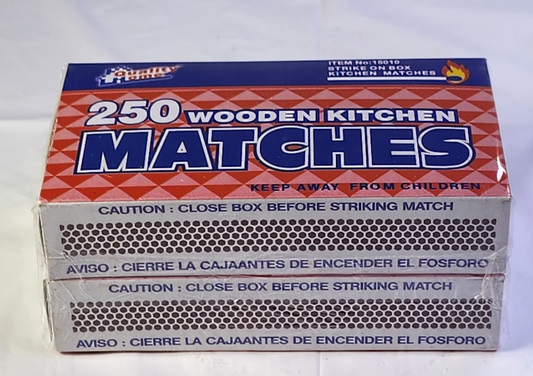 Quality Home
ITEM No:15010
STRIKE ON BOX
KITCHEN MATCHES
250 WOODEN KITCHEN
MATCHES
KEEP AWAY FROM CHILDREN
CAUTION : CLOSE BOX BEFORE STRIKING MATCH
AVISO : CIERRE LA CAJAANTES DE ENCENDER EL FOSFORO
CAUTION : CLOSE BOX BEFORE STRIKING MATCH
AVISO : CIERRE LA CAJAANTES DE ENCENDER EL FOSFORO